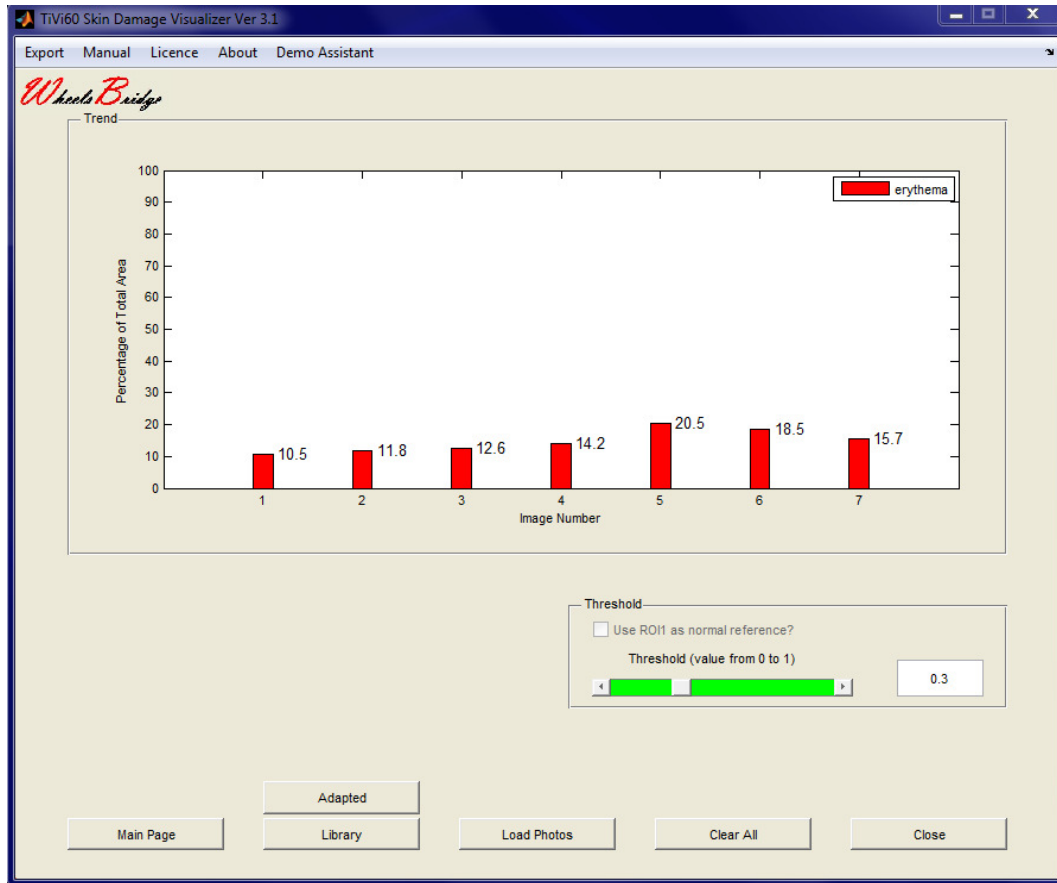 TiVi60 Skin Damage Visualizer Ver 3.1
Export Manual Licence About Demo Assistant
WheelsBridge
Trend
100
90
80
70
60
50
40
30
20
10
0
Percentage of Total Area
erythema
10.5 11.8 12.6 14.2 20.5 18.5 15.7
1 2 3 4 5 6 7
Image Number
Threshold
Use ROI1 as normal reference?
Threshold (value from 0 to 1)
0.3
Adapted
Main Page Library Load Photos Clear All Close